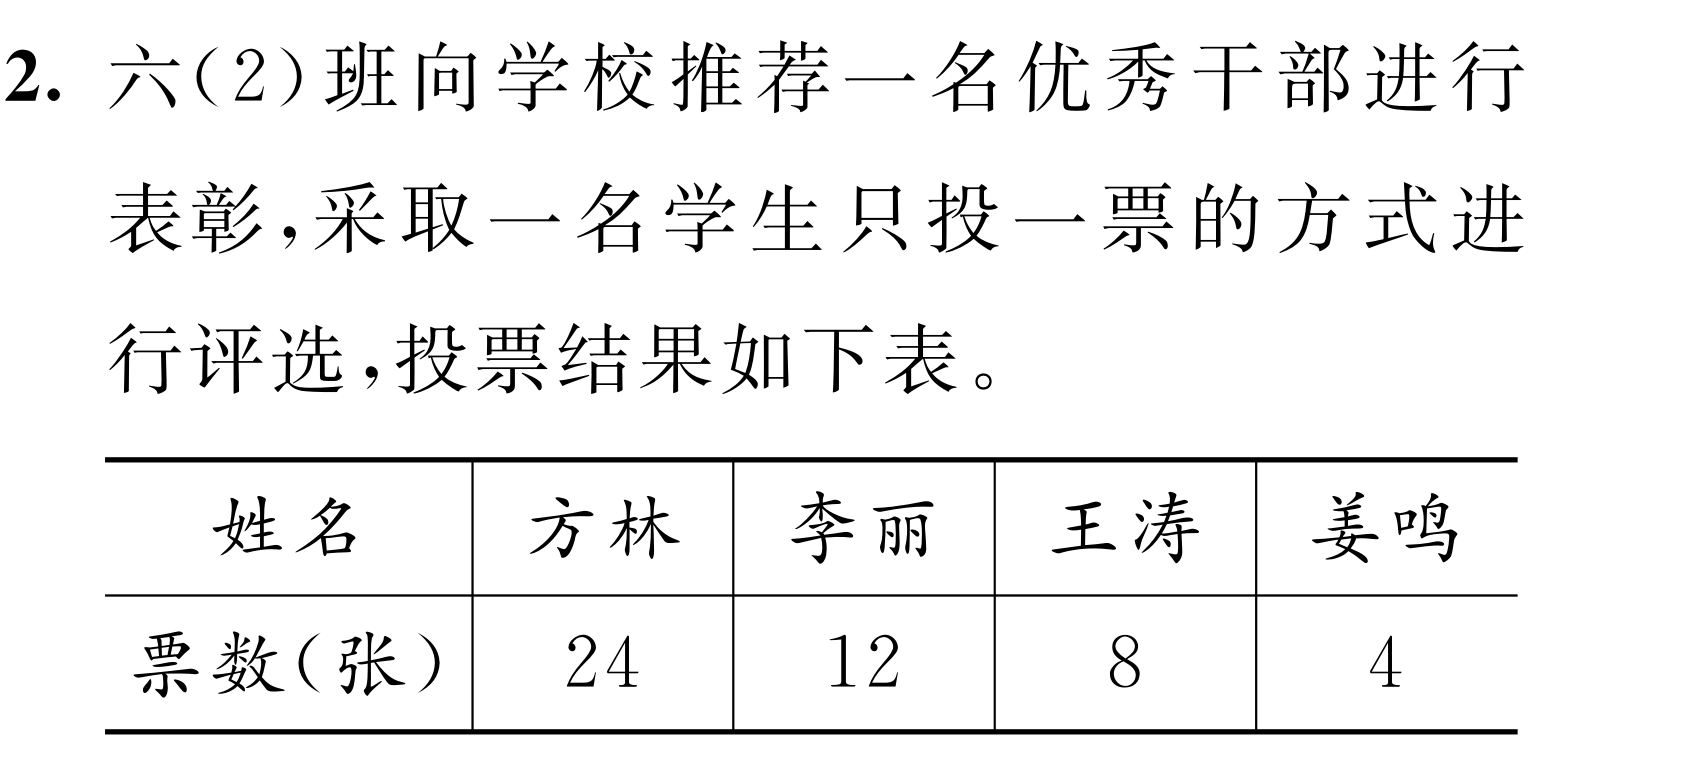 2. 六(2)班向学校推荐一名优秀干部进行
表彰,采取一名学生只投一票的方式进
行评选,投票结果如下表。
姓名 方林 李丽 王涛 姜鸣
票数(张) 24 12 8 4